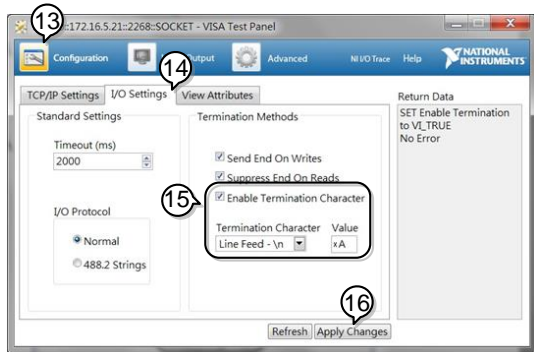 13
::172.16.5.21::2268::SOCKET - VISA Test Panel
Configuration
Output
Advanced
NI I/O Trace
Help
NATIONAL
INSTRUMENTS
14
TCP/IP Settings
I/O Settings
View Attributes
Return Data
Standard Settings
Termination Methods
SET Enable Termination
to VI_TRUE
No Error
Timeout (ms)
2000
Send End On Writes
Suppress End On Reads
15
Enable Termination Character
I/O Protocol
Termination Character
Value
Line Feed - \n
xA
Normal
488.2 Strings
16
Refresh
Apply Changes